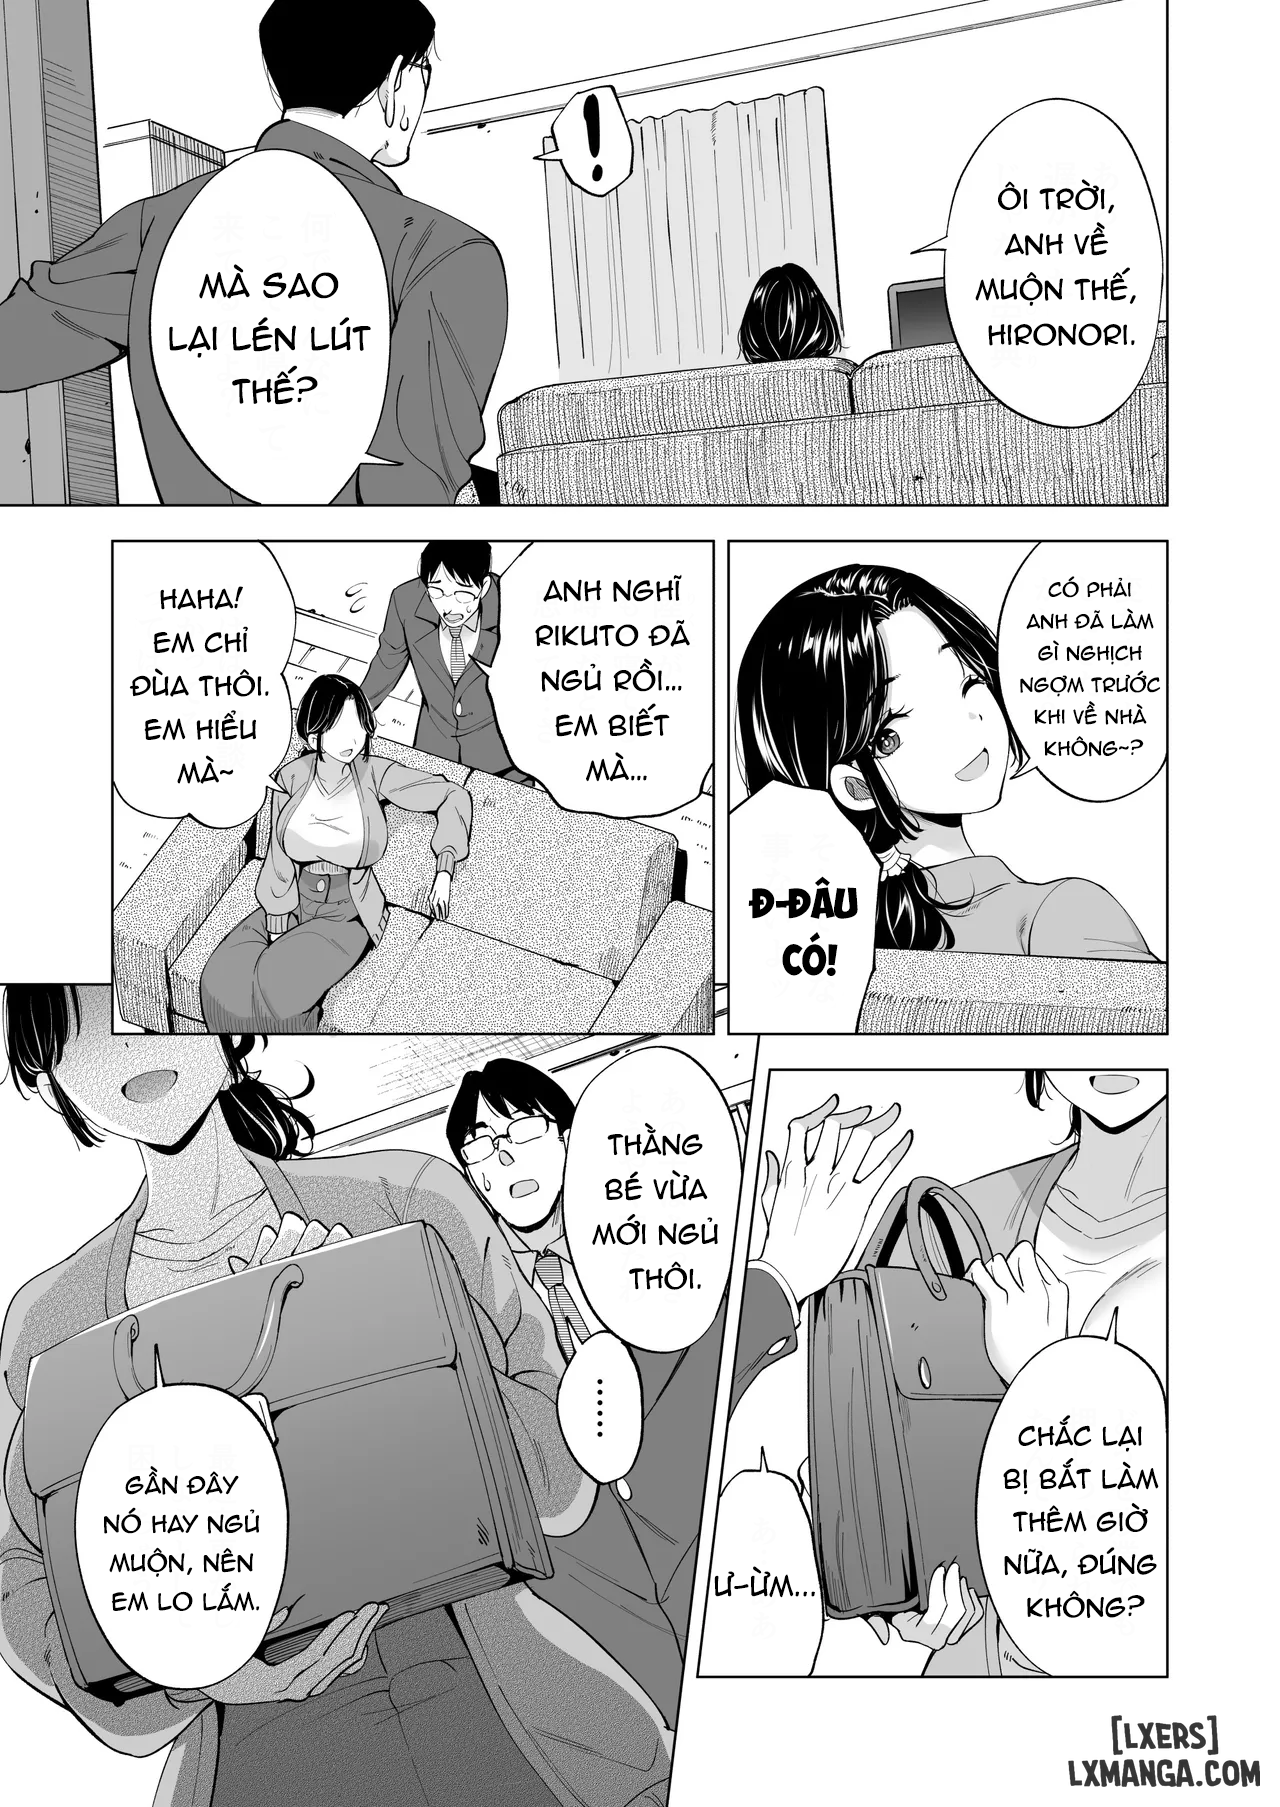 !
ÔI TRỜI,
ANH VỀ
MUỘN THẾ,
HIRONORI.
MÀ SAO
LẠI LÉN LÚT
THẾ?
CÓ PHẢI
ANH ĐÃ LÀM
GÌ NGHỊCH
NGỢM TRƯỚC
KHI VỀ NHÀ
KHÔNG~?
Đ-ĐÂU
CÓ!
ANH NGHĨ
RIKUTO ĐÃ
NGỦ RỒI...
EM BIẾT
MÀ...
HAHA!
EM CHỈ
ĐÙA THÔI.
EM HIỂU
MÀ~
CHẮC LẠI
BỊ BẮT LÀM
THÊM GIỜ
NỮA, ĐÚNG
KHÔNG?
Ư-ỪM...
THẰNG
BÉ VỪA
MỚI NGỦ
THÔI.
......
GẦN ĐÂY
NÓ HAY NGỦ
MUỘN, NÊN
EM LO LẮM.
[LXERS]
LXMANGA.COM